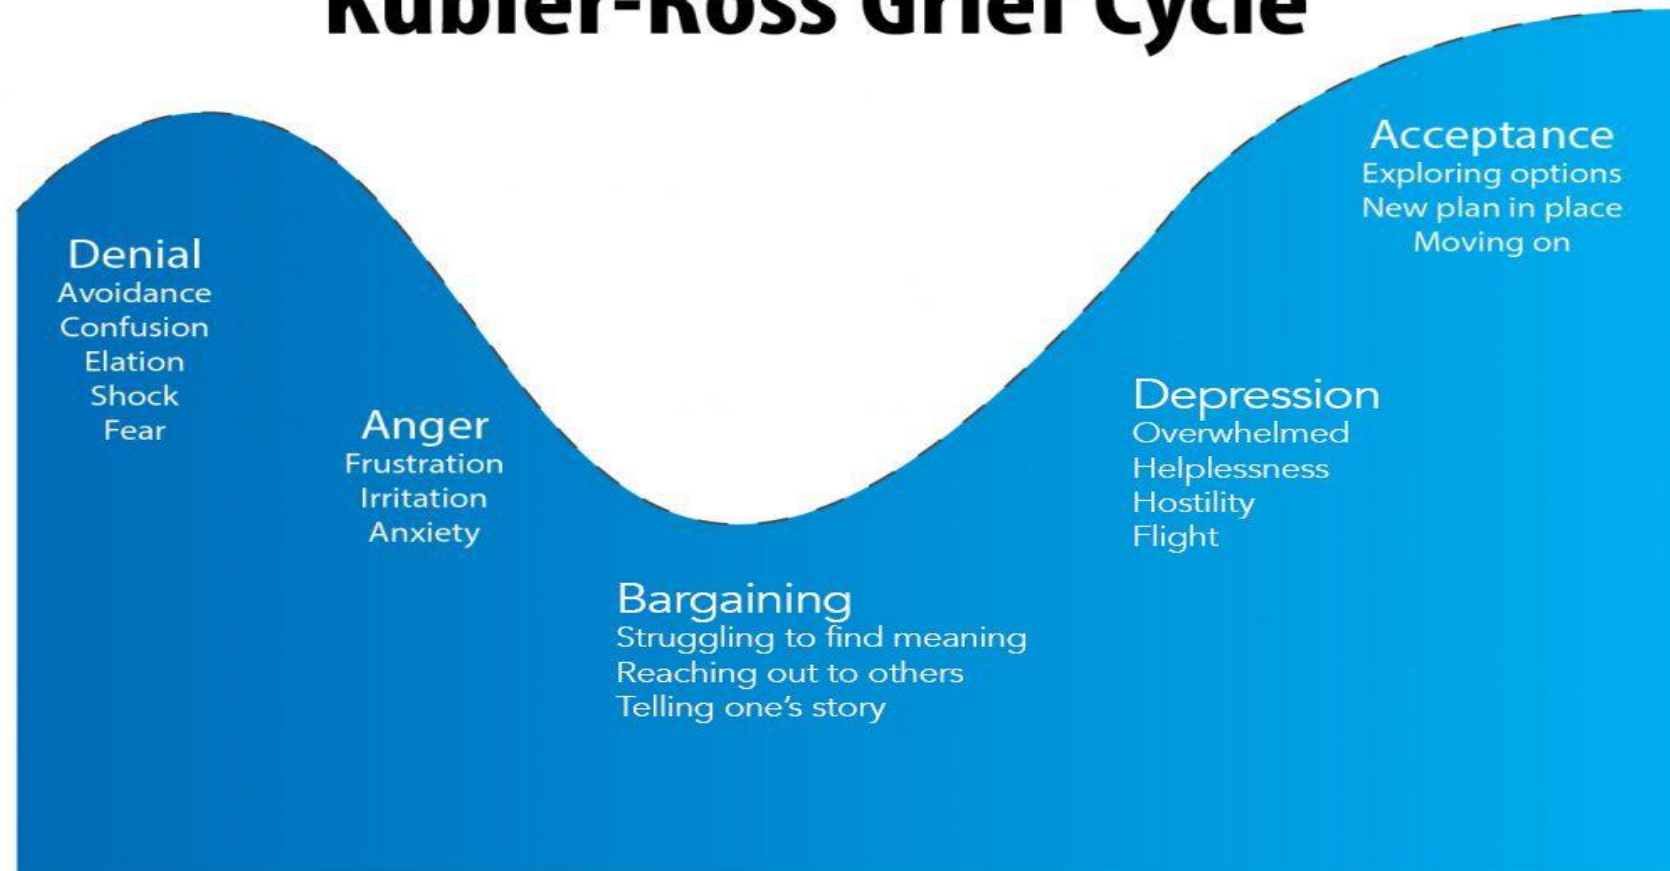 Kubler-Ross Grief Cycle
Denial
Avoidance
Confusion
Elation
Shock
Fear
Anger
Frustration
Irritation
Anxiety
Bargaining
Struggling to find meaning
Reaching out to others
Telling one’s story
Depression
Overwhelmed
Helplessness
Hostility
Flight
Acceptance
Exploring options
New plan in place
Moving on